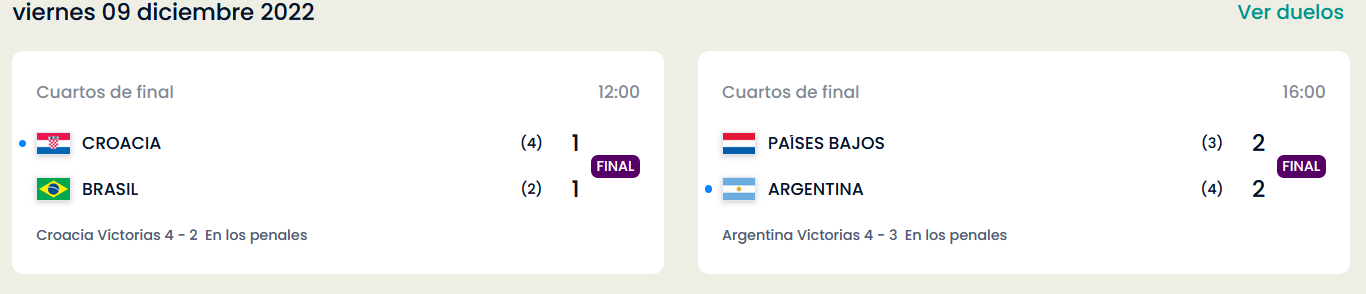 viernes 09 diciembre 2022 Ver duelos
Cuartos de final 12:00
CROACIA (4) 1
FINAL
BRASIL (2) 1
Croacia Victorias 4 - 2 En los penales
Cuartos de final 16:00
PAÍSES BAJOS (3) 2
FINAL
ARGENTINA (4) 2
Argentina Victorias 4 - 3 En los penales